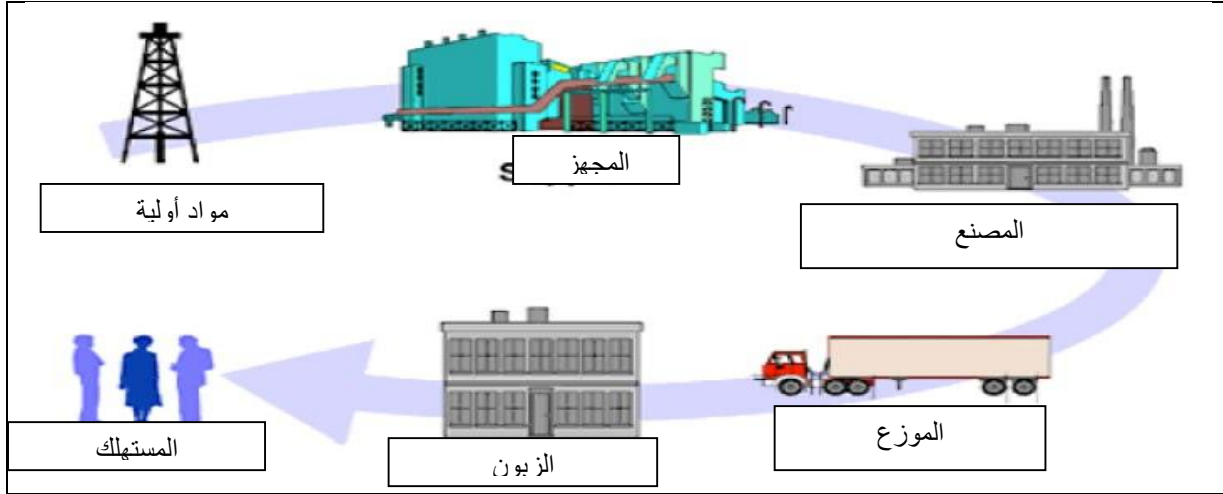 مواد أولية
المجهز
المصنع
الموزع
الزبون
المستهلك